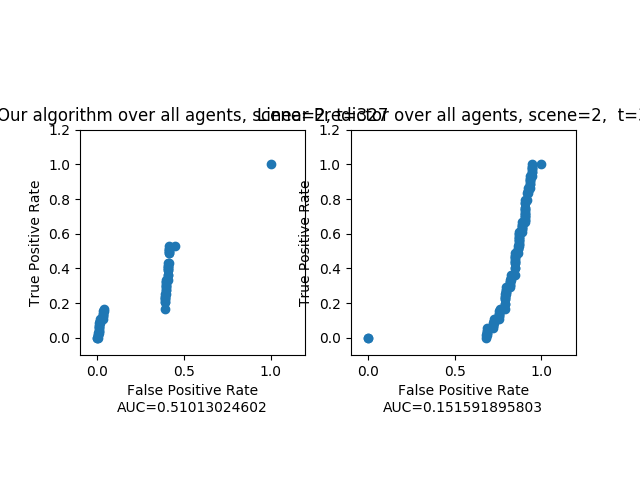 Our algorithm over all agents, scene=2, t=327
Linear Predictor over all agents, scene=2, t=3
True Positive Rate
1.2
1.0
0.8
0.6
0.4
0.2
0.0
0.0
0.5
1.0
False Positive Rate
AUC=0.51013024602
True Positive Rate
1.2
1.0
0.8
0.6
0.4
0.2
0.0
0.0
0.5
1.0
False Positive Rate
AUC=0.151591895803